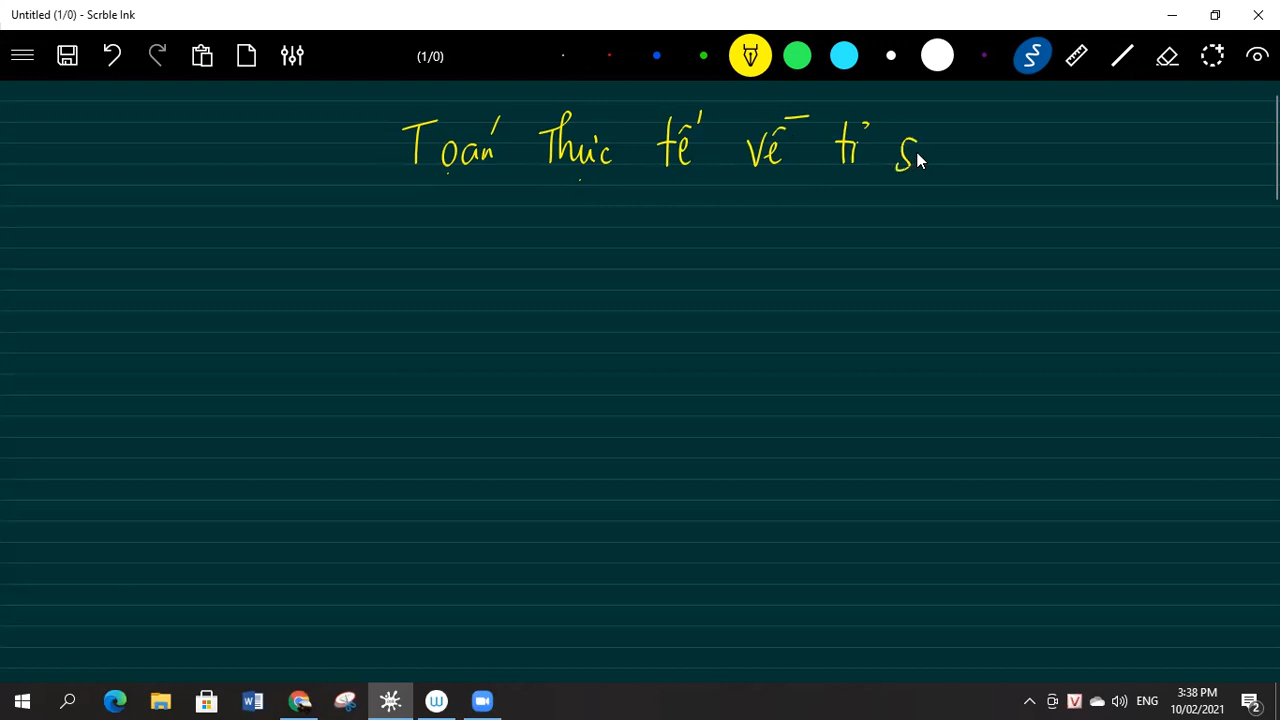 Untitled (1/0) - Scrble Ink
(1/0)
Toán Thực tế về tỉ s
W
W
V
ENG
3:38 PM
10/02/2021
2